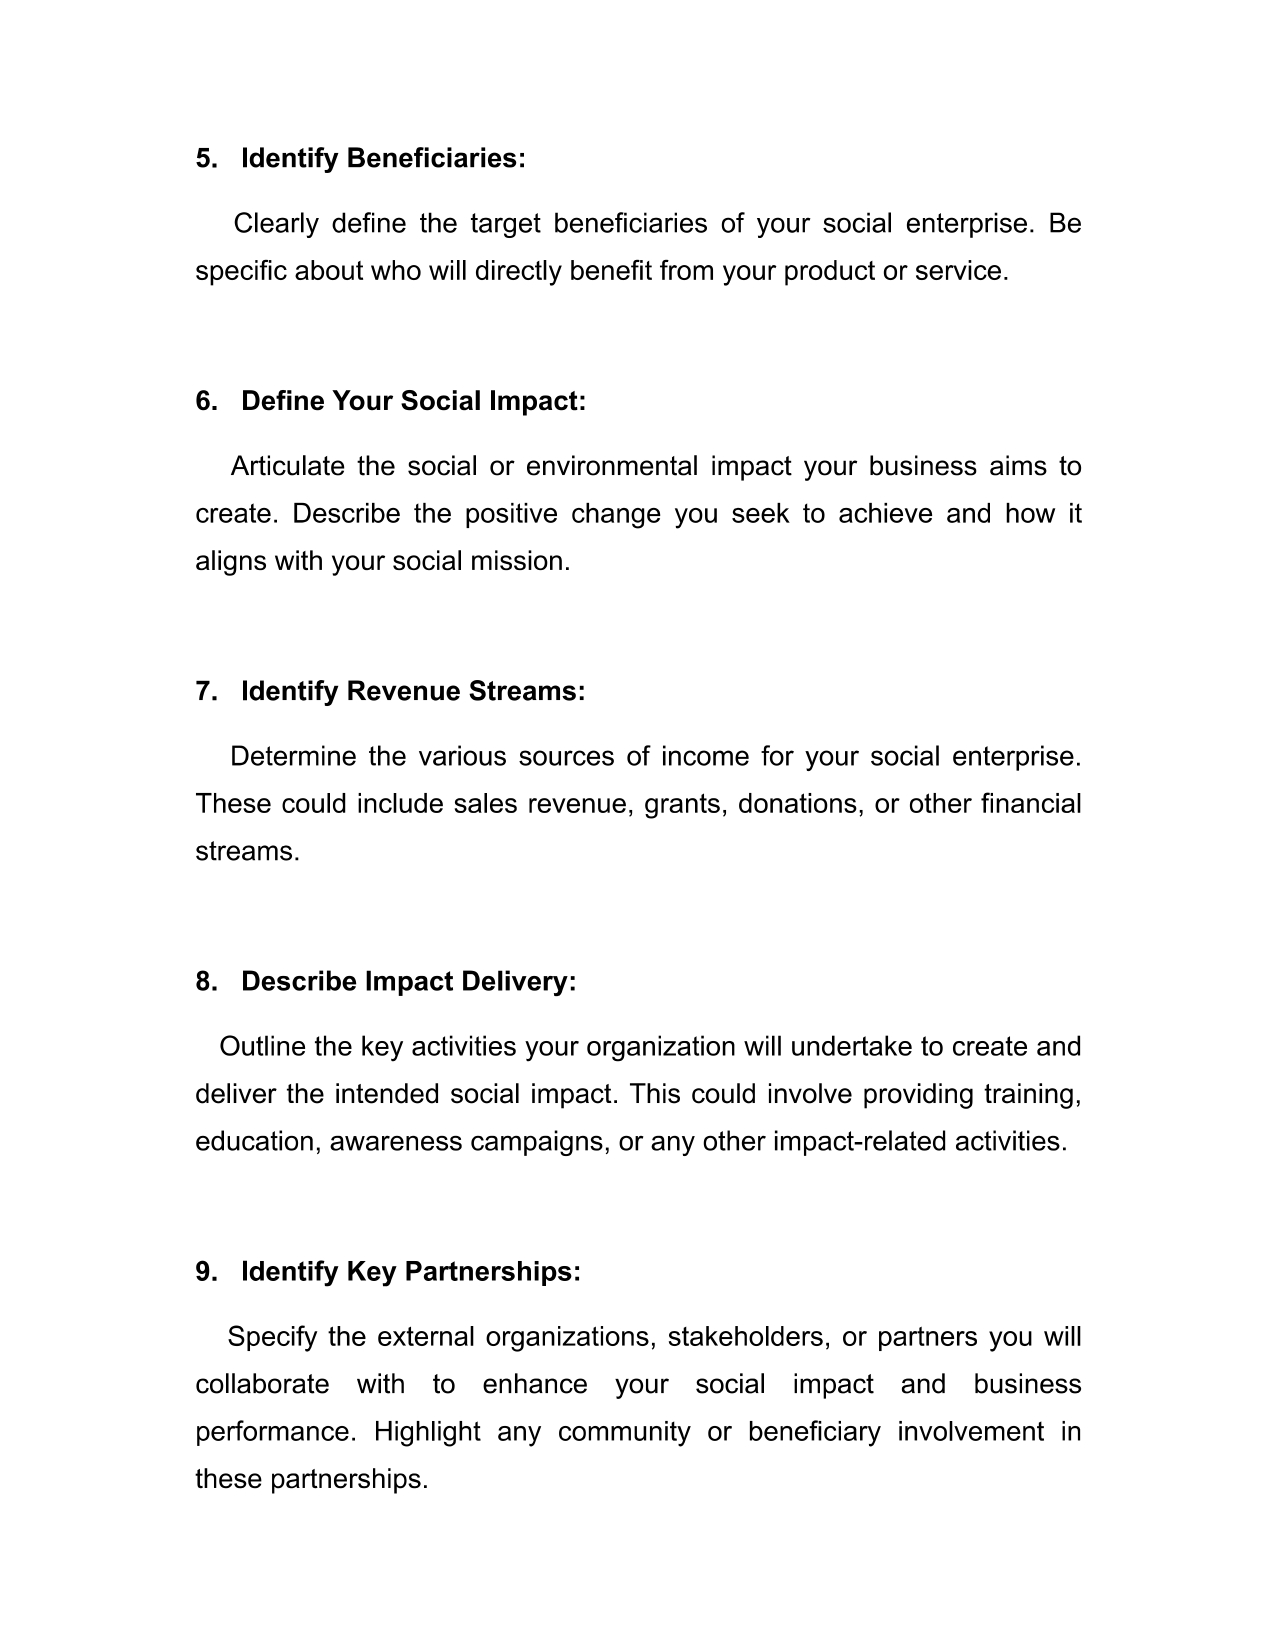 5. Identify Beneficiaries:
Clearly define the target beneficiaries of your social enterprise. Be
specific about who will directly benefit from your product or service.
6. Define Your Social Impact:
Articulate the social or environmental impact your business aims to
create. Describe the positive change you seek to achieve and how it
aligns with your social mission.
7. Identify Revenue Streams:
Determine the various sources of income for your social enterprise.
These could include sales revenue, grants, donations, or other financial
streams.
8. Describe Impact Delivery:
Outline the key activities your organization will undertake to create and
deliver the intended social impact. This could involve providing training,
education, awareness campaigns, or any other impact-related activities.
9. Identify Key Partnerships:
Specify the external organizations, stakeholders, or partners you will
collaborate with to enhance your social impact and business
performance. Highlight any community or beneficiary involvement in
these partnerships.